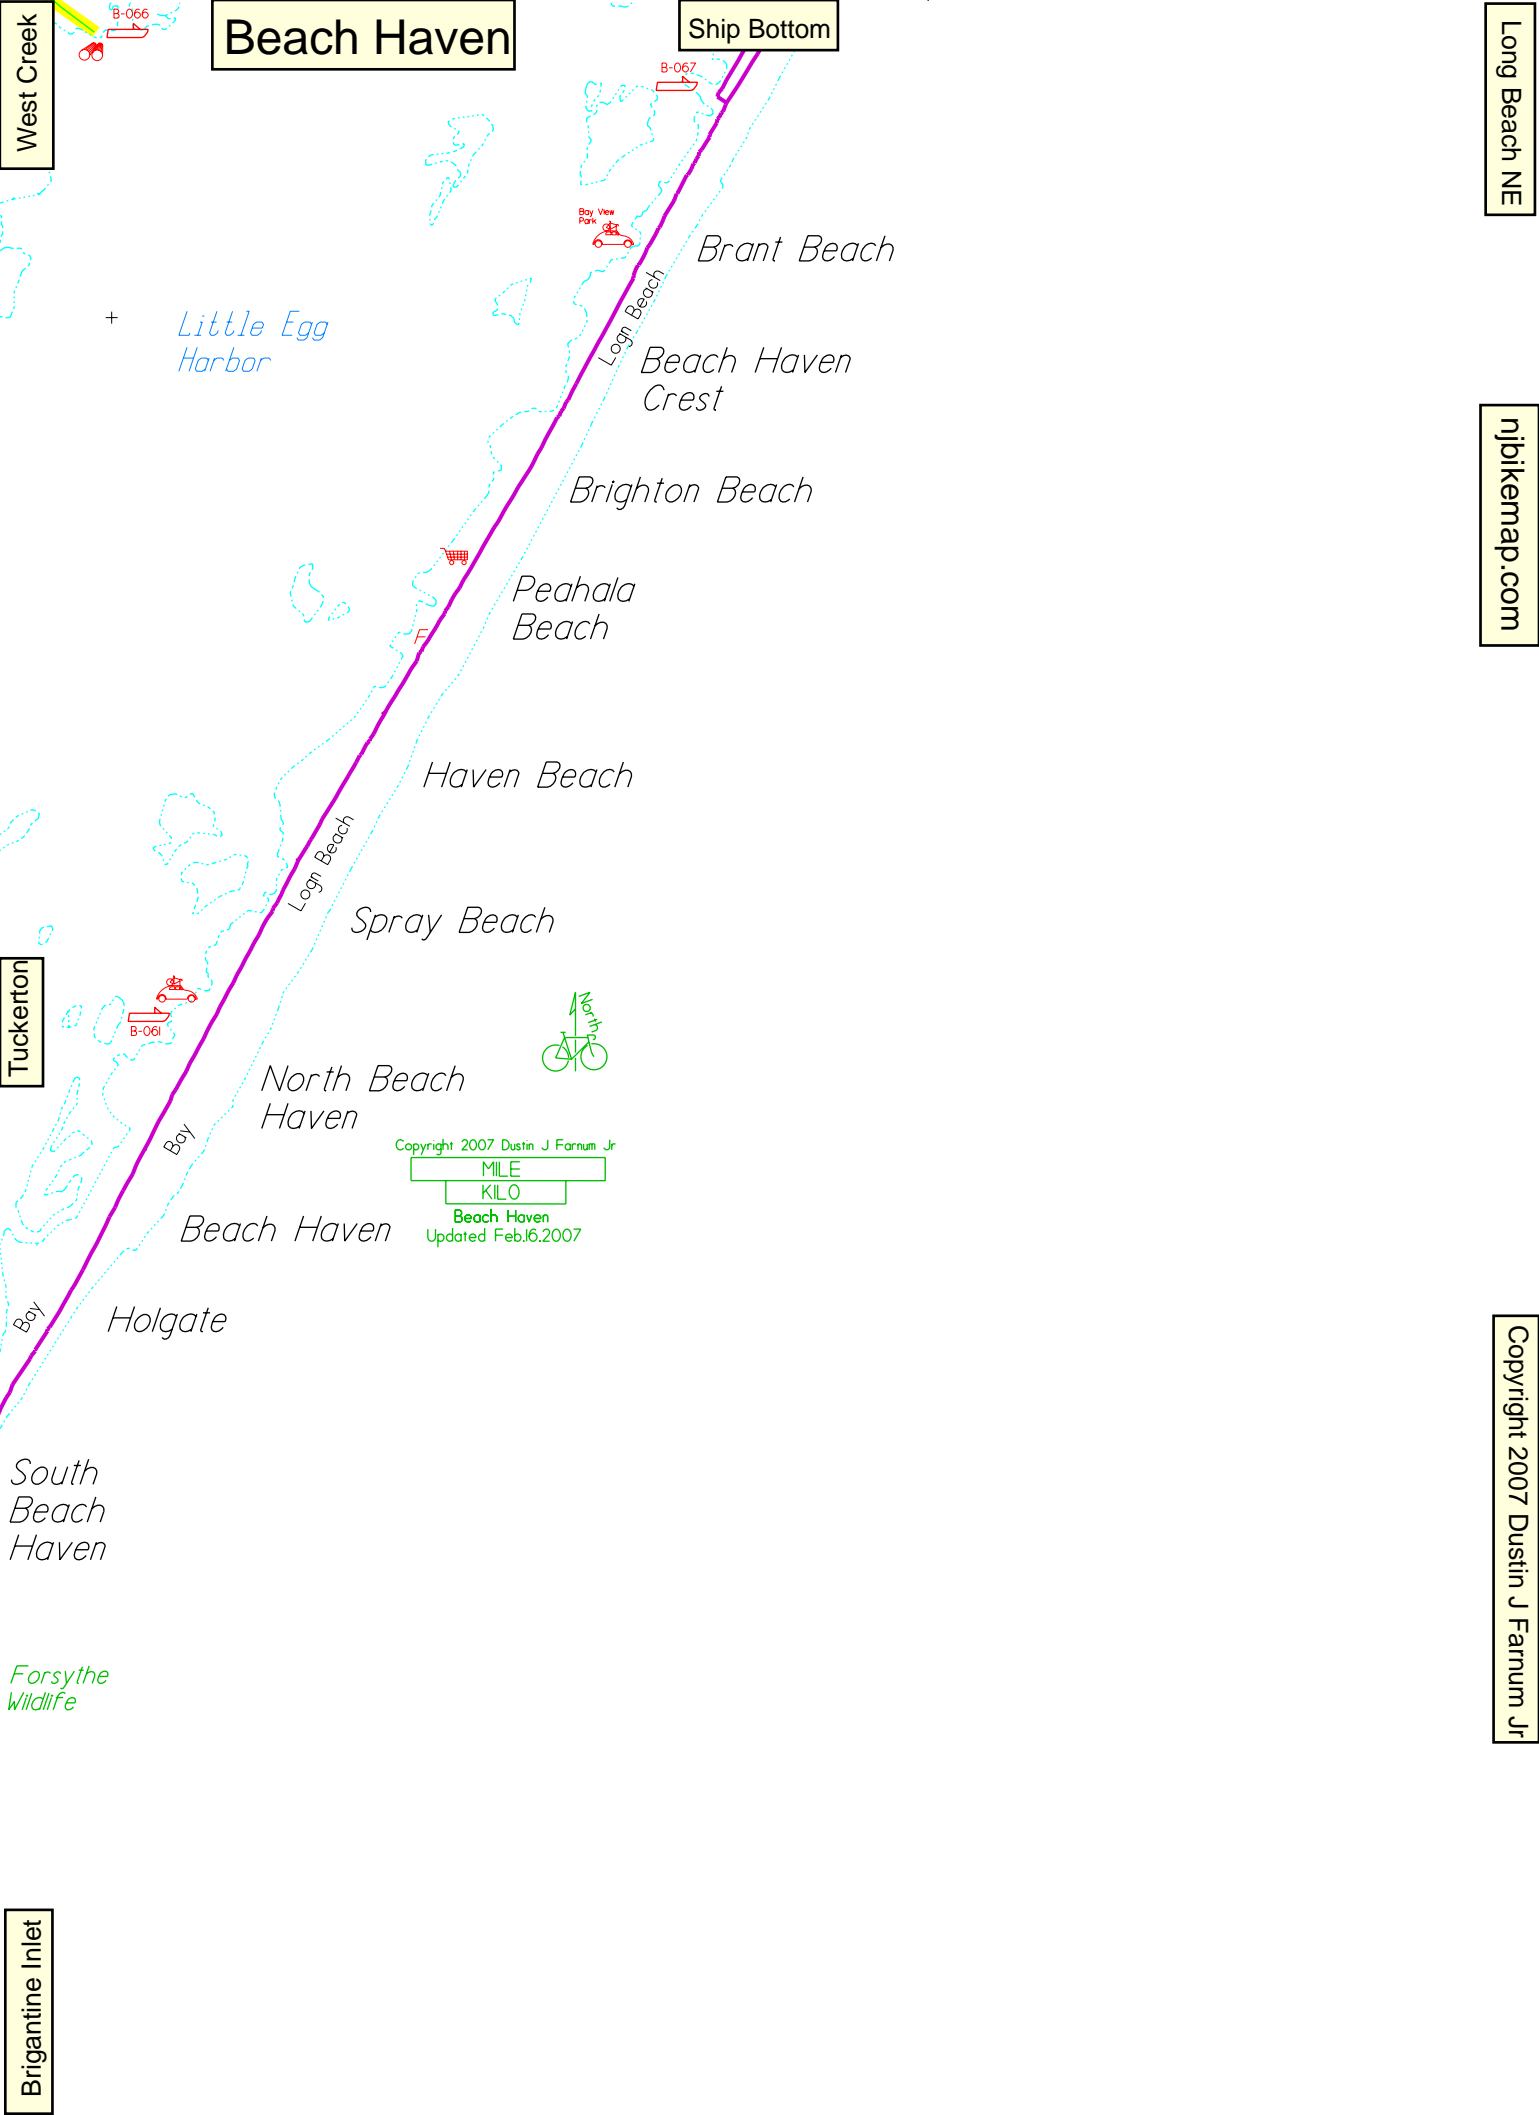 West Creek
B-066
Beach Haven
Ship Bottom
Long Beach NE
B-067
Bay View
Park
Brant Beach
Logn Beach
Little Egg
Harbor
Beach Haven
Crest
njbikemap.com
Brighton Beach
Peahala
Beach
F
Haven Beach
Logn Beach
Spray Beach
Tuckerton
B-061
North
North Beach
Haven
Bay
Copyright 2007 Dustin J Farnum Jr
MILE
KILO
Beach Haven
Updated Feb.16.2007
Beach Haven
Bay
Holgate
Copyright 2007 Dustin J Farnum Jr
South
Beach
Haven
Forsythe
Wildlife
Brigantine Inlet